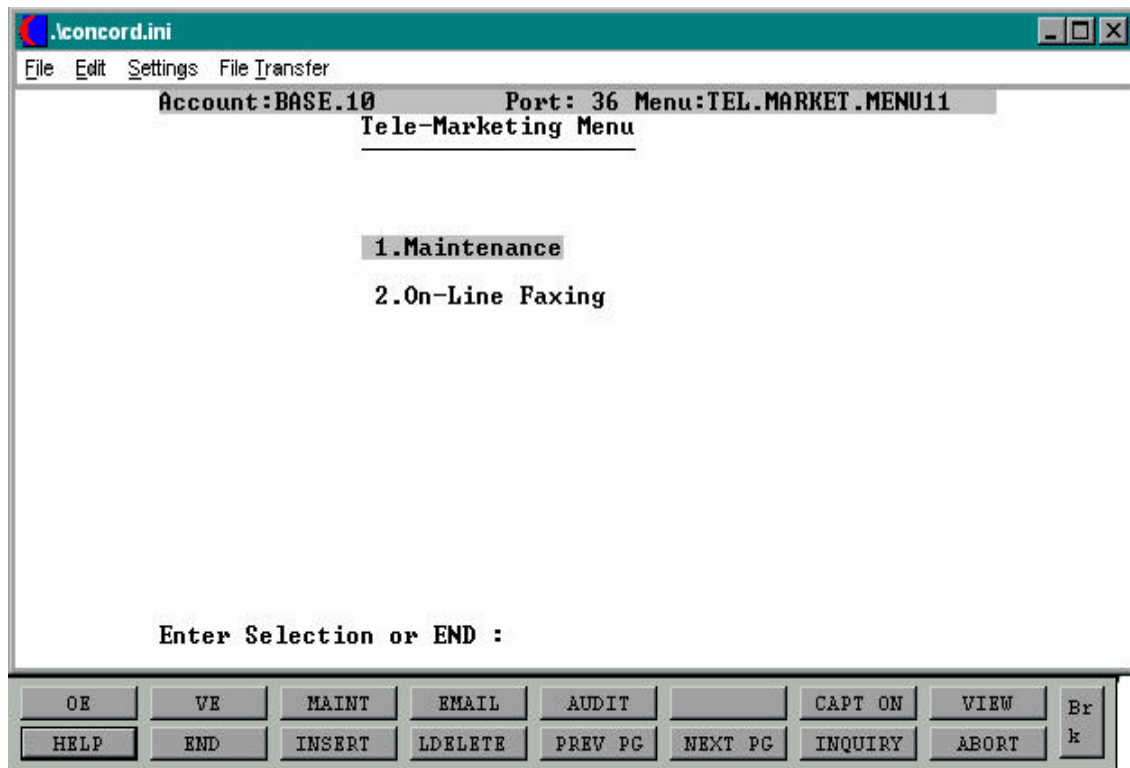 .\concord.ini
File Edit Settings File Transfer
Account:BASE.10 Port: 36 Menu:TEL.MARKET.MENU11
Tele-Marketing Menu
1.Maintenance
2.On-Line Faxing
Enter Selection or END :
OE VE MAINT EMAIL AUDIT CAPT ON VIEW Brk
HELP END INSERT LDELETE PREV PG NEXT PG INQUIRY ABORT